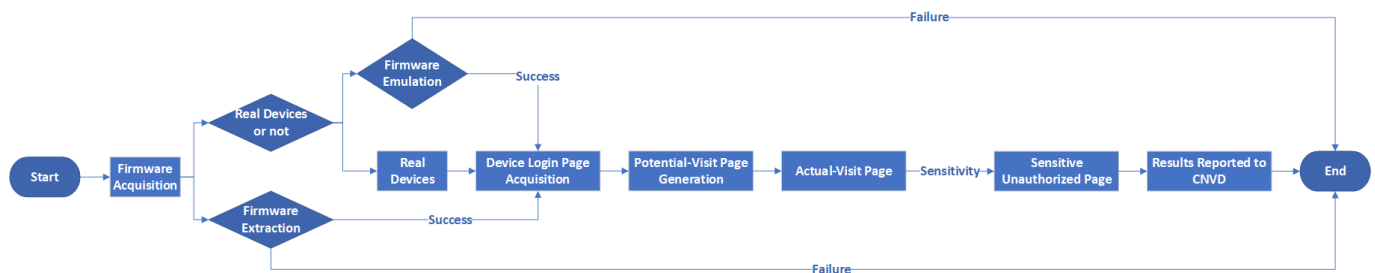 Failure
Firmware
Emulation
Success
Real Devices
or not
Start
Firmware
Acquisition
Real
Devices
Device Login Page
Acquisition
Potential-Visit Page
Generation
Actual-Visit Page
Sensitivity
Sensitive
Unauthorized Page
Results Reported to
CNVD
End
Firmware
Extraction
Success
Failure